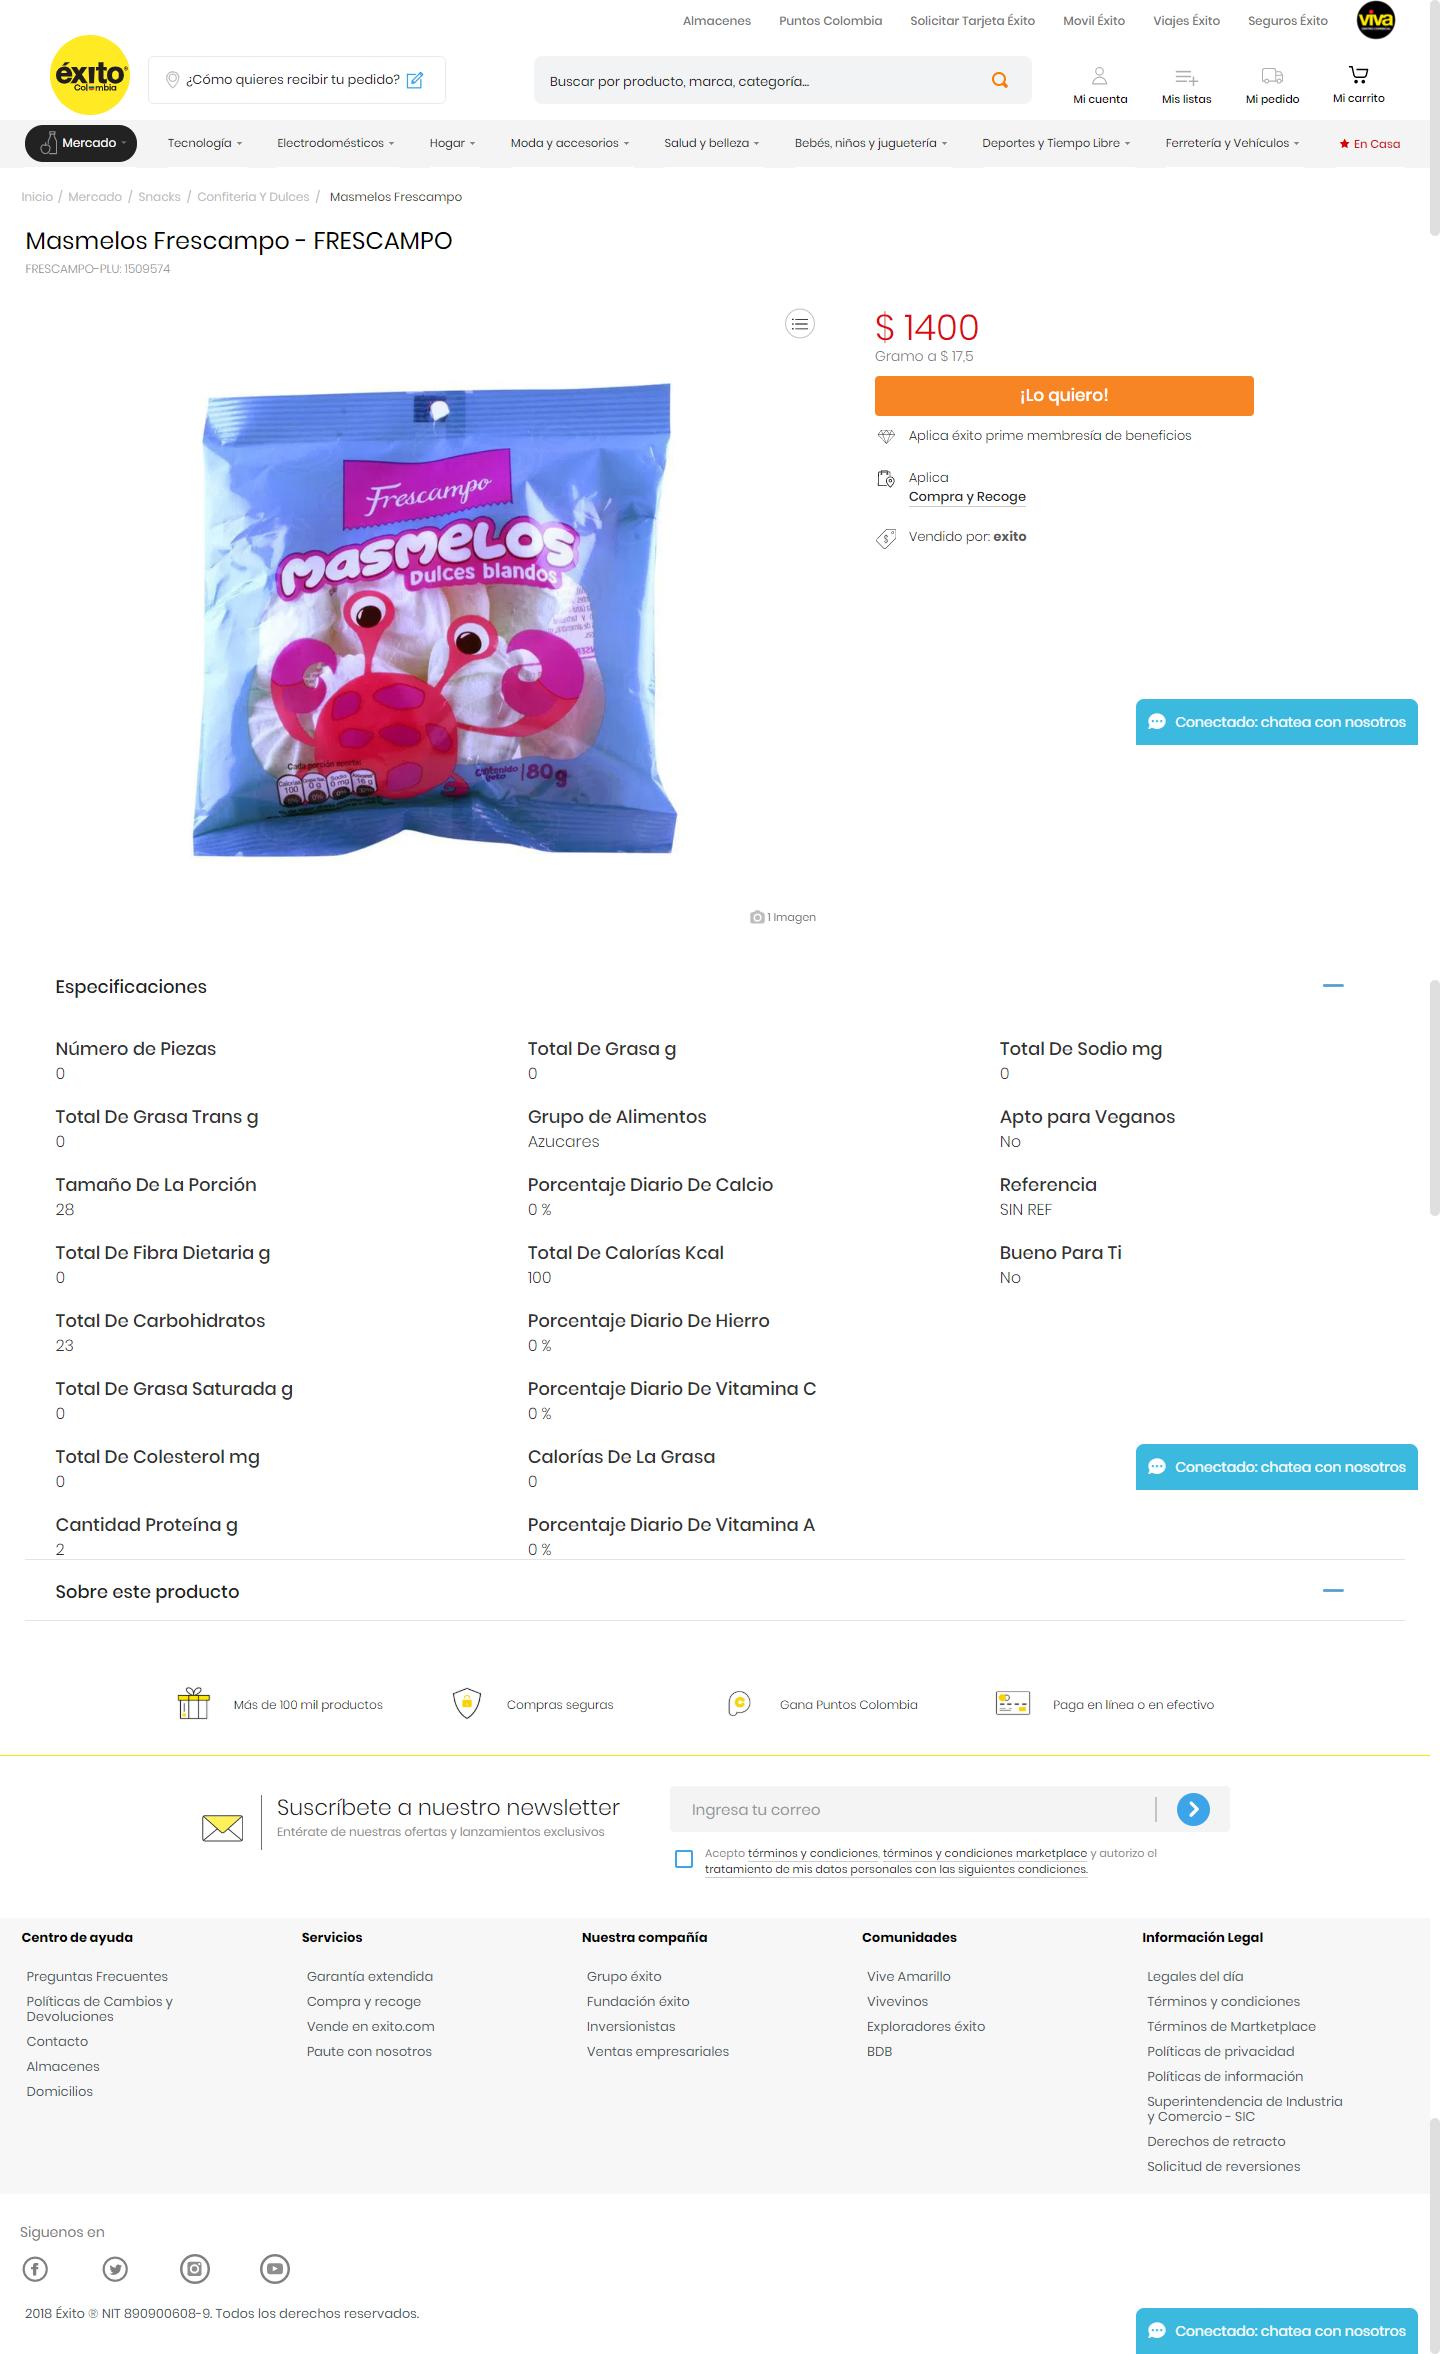 Almacenes Puntos Colombia Solicitar Tarjeta Éxito Movil Éxito Viajes Éxito Seguros Éxito viva
éxito
Colombia
¿Cómo quieres recibir tu pedido?
Buscar por producto, marca, categoría...
Mi cuenta Mis listas Mi pedido Mi carrito
Mercado Tecnología Electrodomésticos Hogar Moda y accesorios Salud y belleza Bebés, niños y juguetería Deportes y Tiempo Libre Ferretería y Vehículos En Casa
Inicio / Mercado / Snacks / Confiteria Y Dulces / Masmelos Frescampo
Masmelos Frescampo - FRESCAMPO
FRESCAMPO-PLU: 1509574
$ 1400
Gramo a $ 17,5
¡Lo quiero!
Aplica éxito prime membresía de beneficios
Aplica
Compra y Recoge
Vendido por: exito
Frescampo
masmelos
Dulces blandos
Cada porción aporta:
Calorías
100 0 g 0 mg 16 g
Contenido
Neto 80g
Conectado: chatea con nosotros
1 Imagen
Especificaciones
Número de Piezas
0
Total De Grasa Trans g
0
Tamaño De La Porción
28
Total De Fibra Dietaria g
0
Total De Carbohidratos
23
Total De Grasa Saturada g
0
Total De Colesterol mg
0
Cantidad Proteína g
2
Total De Grasa g
0
Grupo de Alimentos
Azucares
Porcentaje Diario De Calcio
0 %
Total De Calorías Kcal
100
Porcentaje Diario De Hierro
0 %
Porcentaje Diario De Vitamina C
0 %
Calorías De La Grasa
0
Porcentaje Diario De Vitamina A
0 %
Total De Sodio mg
0
Apto para Veganos
No
Referencia
SIN REF
Bueno Para Ti
No
Conectado: chatea con nosotros
Sobre este producto
Más de 100 mil productos Compras seguras Gana Puntos Colombia Paga en línea o en efectivo
Suscríbete a nuestro newsletter
Entérate de nuestras ofertas y lanzamientos exclusivos
Ingresa tu correo
Acepto términos y condiciones, términos y condiciones marketplace y autorizo el
tratamiento de mis datos personales con las siguientes condiciones.
Centro de ayuda
Preguntas Frecuentes
Políticas de Cambios y
Devoluciones
Contacto
Almacenes
Domicilios
Servicios
Garantía extendida
Compra y recoge
Vende en exito.com
Paute con nosotros
Nuestra compañía
Grupo éxito
Fundación éxito
Inversionistas
Ventas empresariales
Comunidades
Vive Amarillo
Vivevinos
Exploradores éxito
BDB
Información Legal
Legales del día
Términos y condiciones
Términos de Martketplace
Políticas de privacidad
Políticas de información
Superintendencia de Industria
y Comercio - SIC
Derechos de retracto
Solicitud de reversiones
Siguenos en
2018 Éxito ® NIT 890900608-9. Todos los derechos reservados.
Conectado: chatea con nosotros